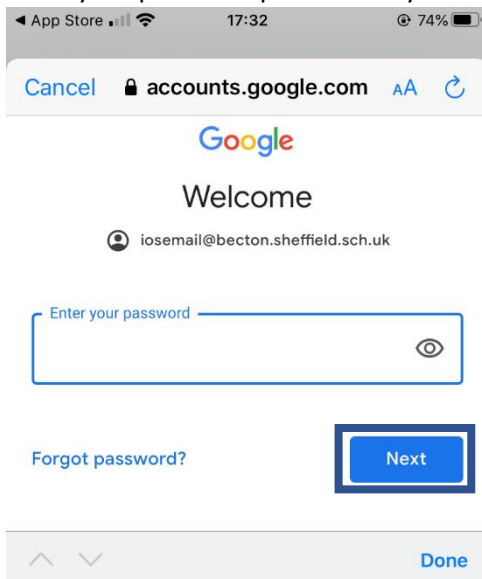 ◀ App Store 17:32 74%
Cancel accounts.google.com AA
Google
Welcome
iosemail@becton.sheffield.sch.uk
Enter your password
Forgot password? Next
Done